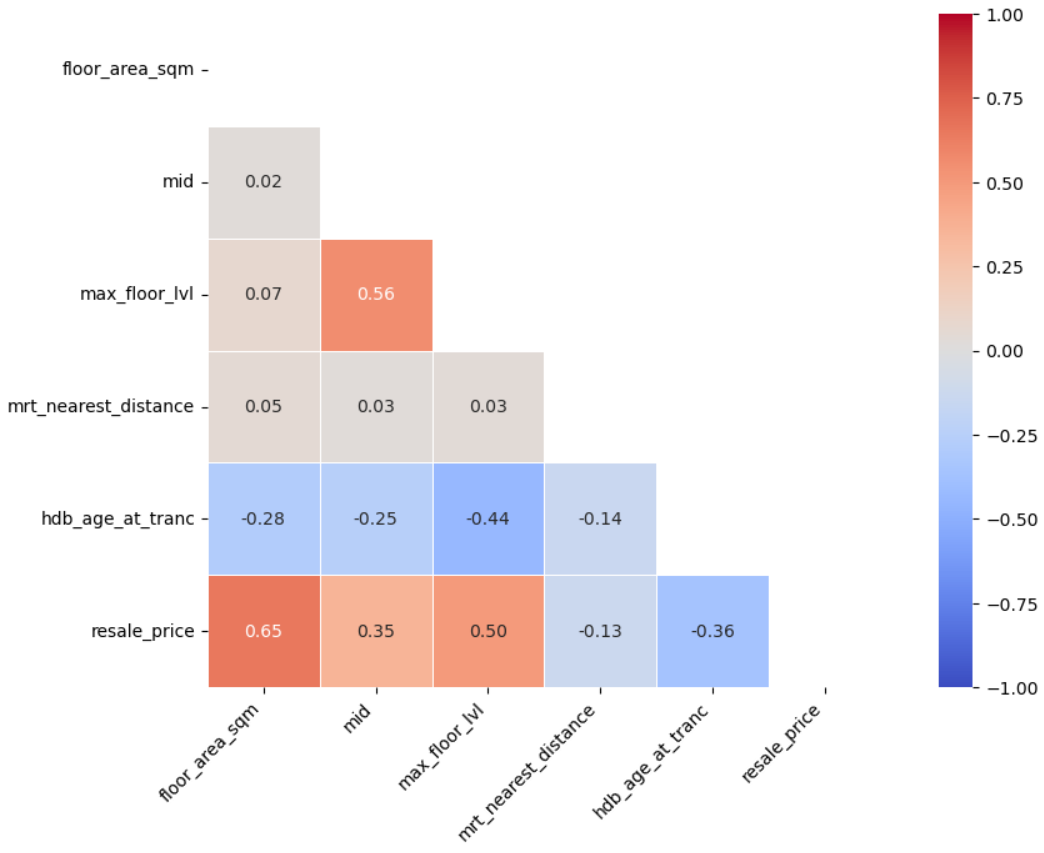 1.00
floor_area_sqm
0.75
mid
0.02
0.50
max_floor_lvl
0.07 0.56
0.25
0.00
mrt_nearest_distance
0.05 0.03 0.03
−0.25
hdb_age_at_tranc
-0.28 -0.25 -0.44 -0.14
−0.50
−0.75
resale_price
0.65 0.35 0.50 -0.13 -0.36
−1.00
floor_area_sqm
mid
max_floor_lvl
mrt_nearest_distance
hdb_age_at_tranc
resale_price